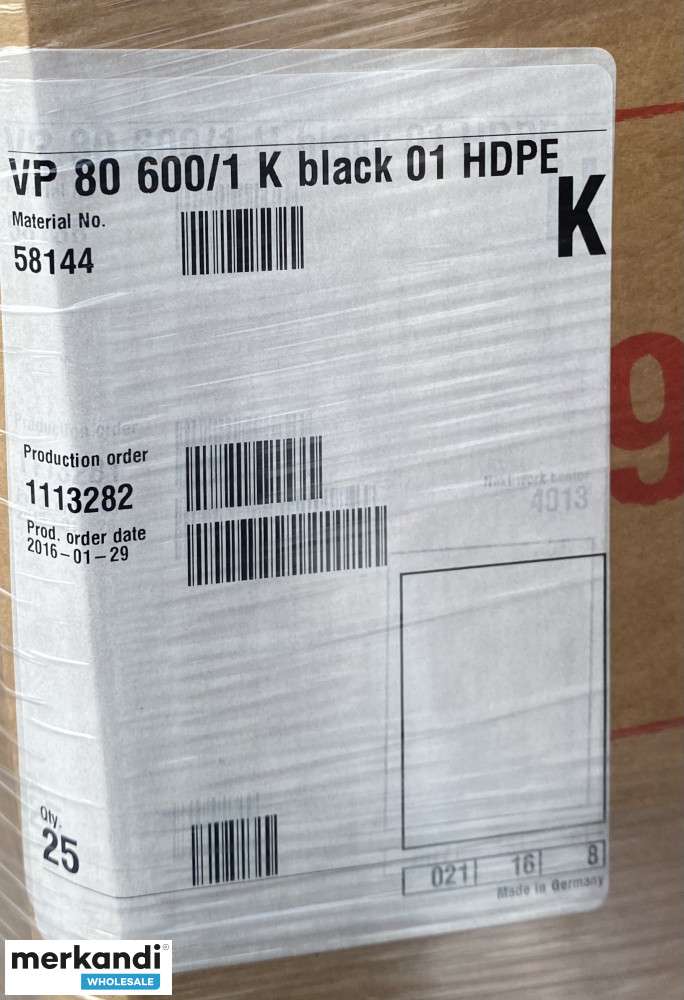 VP 80 600/1 K black 01 HDPE
K
Material No.
58144
9
Production order
1113282
Next work center
4013
Prod. order date
2016-01-29
Qty.
25
021 16 8
Made in Germany
merkandi®
WHOLESALE